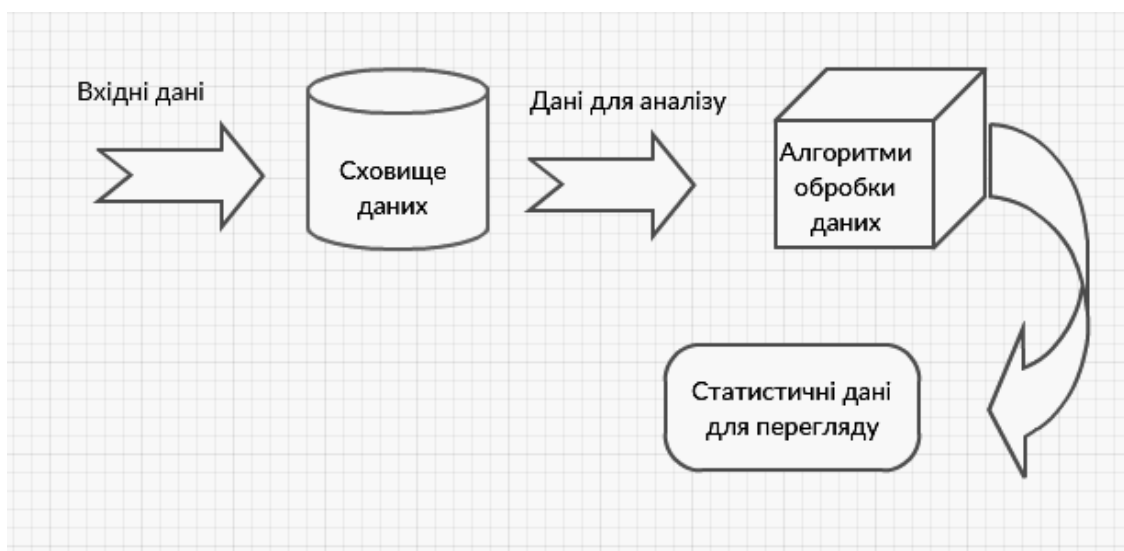 Вхідні дані
Сховище
даних
Дані для аналізу
Алгоритми
обробки
даних
Статистичні дані
для перегляду